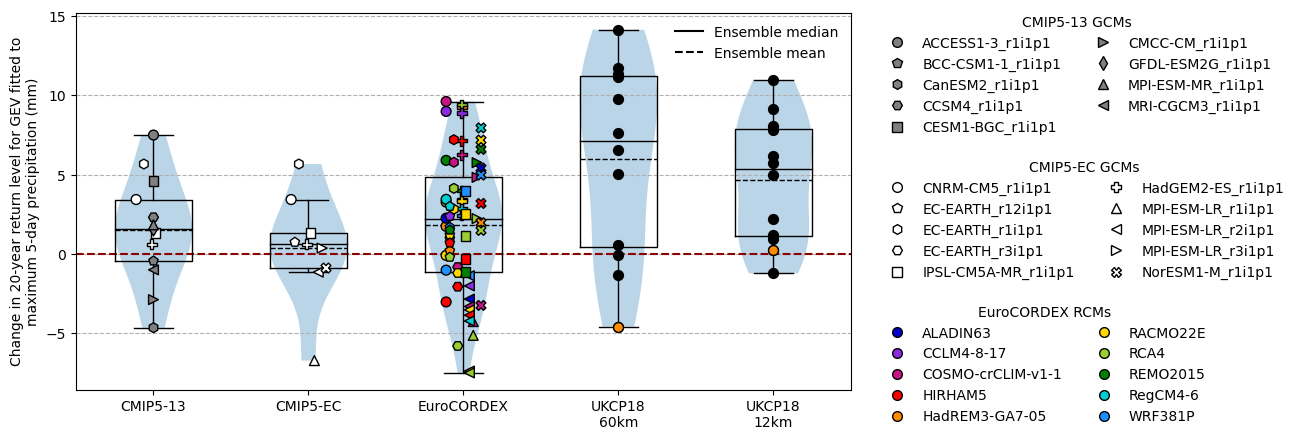 Change in 20-year return level for GEV fitted to
maximum 5-day precipitation (mm)
15
10
5
0
−5
Ensemble median
Ensemble mean
CMIP5-13
CMIP5-EC
EuroCORDEX
UKCP18
60km
UKCP18
12km
CMIP5-13 GCMs
ACCESS1-3_r1i1p1
BCC-CSM1-1_r1i1p1
CanESM2_r1i1p1
CCSM4_r1i1p1
CESM1-BGC_r1i1p1
CMCC-CM_r1i1p1
GFDL-ESM2G_r1i1p1
MPI-ESM-MR_r1i1p1
MRI-CGCM3_r1i1p1
CMIP5-EC GCMs
CNRM-CM5_r1i1p1
EC-EARTH_r12i1p1
EC-EARTH_r1i1p1
EC-EARTH_r3i1p1
IPSL-CM5A-MR_r1i1p1
HadGEM2-ES_r1i1p1
MPI-ESM-LR_r1i1p1
MPI-ESM-LR_r2i1p1
MPI-ESM-LR_r3i1p1
NorESM1-M_r1i1p1
EuroCORDEX RCMs
ALADIN63
CCLM4-8-17
COSMO-crCLIM-v1-1
HIRHAM5
HadREM3-GA7-05
RACMO22E
RCA4
REMO2015
RegCM4-6
WRF381P